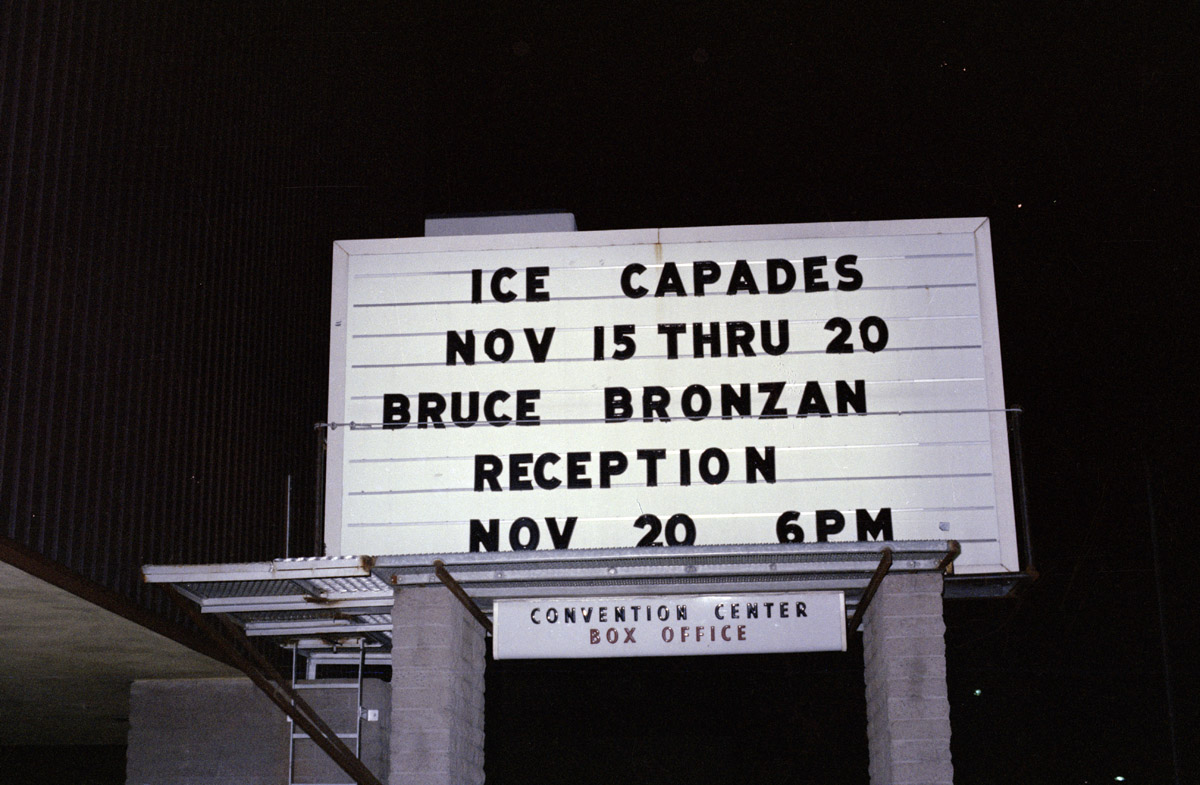 ICE CAPADES
NOV 15 THRU 20
BRUCE BRONZAN
RECEPTION
NOV 20 6PM
CONVENTION CENTER
BOX OFFICE